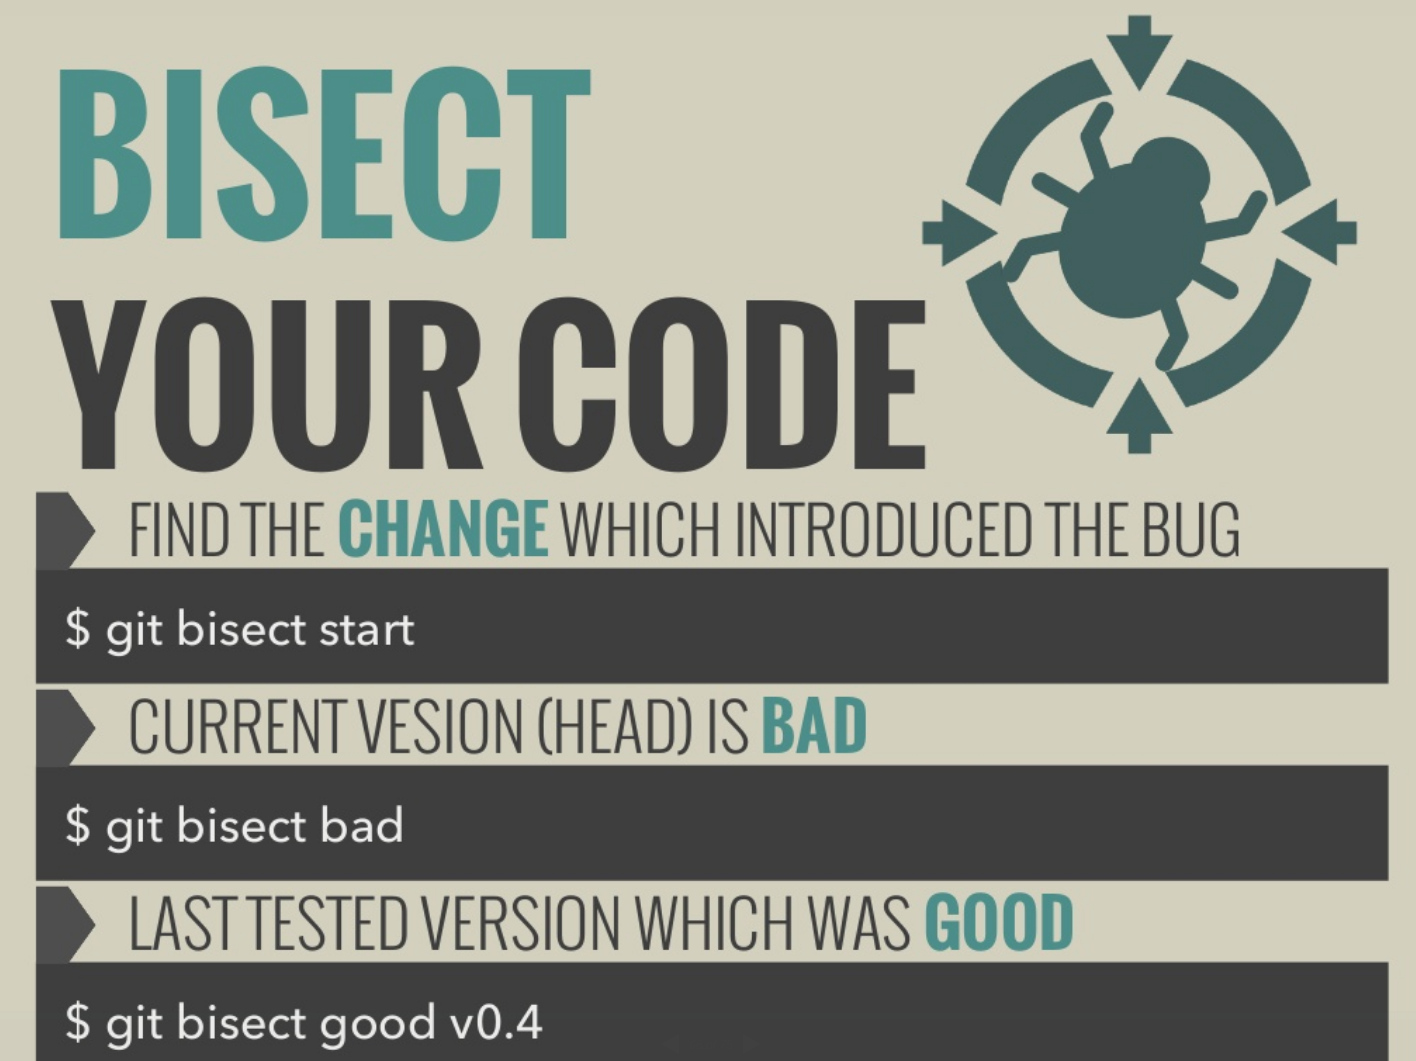 BISECT
YOUR CODE
FIND THE CHANGE WHICH INTRODUCED THE BUG
$ git bisect start
CURRENT VESION (HEAD) IS BAD
$ git bisect bad
LAST TESTED VERSION WHICH WAS GOOD
$ git bisect good v0.4